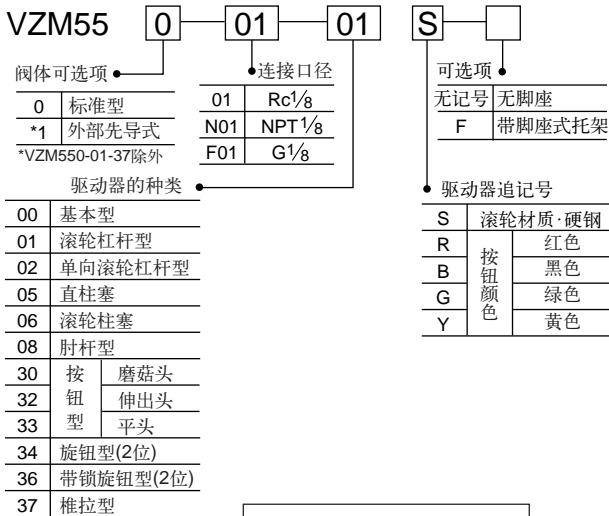 VZM55 0 01 01 S
阀体可选项
0 标准型
*1 外部先导式
*VZM550-01-37除外
连接口径
01 Rc1⁄8
N01 NPT1⁄8
F01 G1⁄8
可选项
无记号 无脚座
F 带脚座式托架
驱动器的种类
00 基本型
01 滚轮杠杆型
02 单向滚轮杠杆型
05 直柱塞
06 滚轮柱塞
08 肘杆型
30 按钮型 磨菇头
32 伸出头
33 平头
34 旋钮型(2位)
36 带锁旋钮型(2位)
37 椎拉型
驱动器追记号
S 滚轮材质·硬钢
R 按钮颜色 红色
B 黑色
G 绿色
Y 黄色